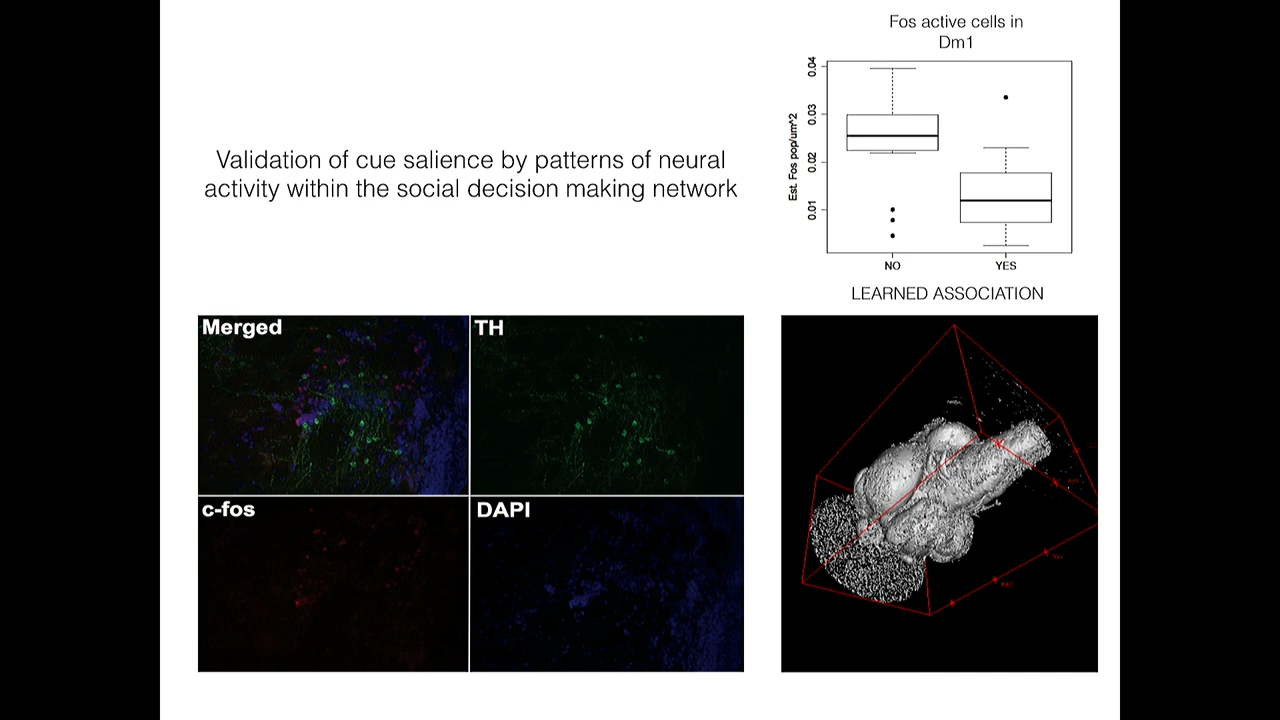 Fos active cells in
Dm1
Est. Fos pop/um^2
0.04
0.03
0.02
0.01
NO YES
LEARNED ASSOCIATION
Validation of cue salience by patterns of neural
activity within the social decision making network
Merged
TH
c-fos
DAPI